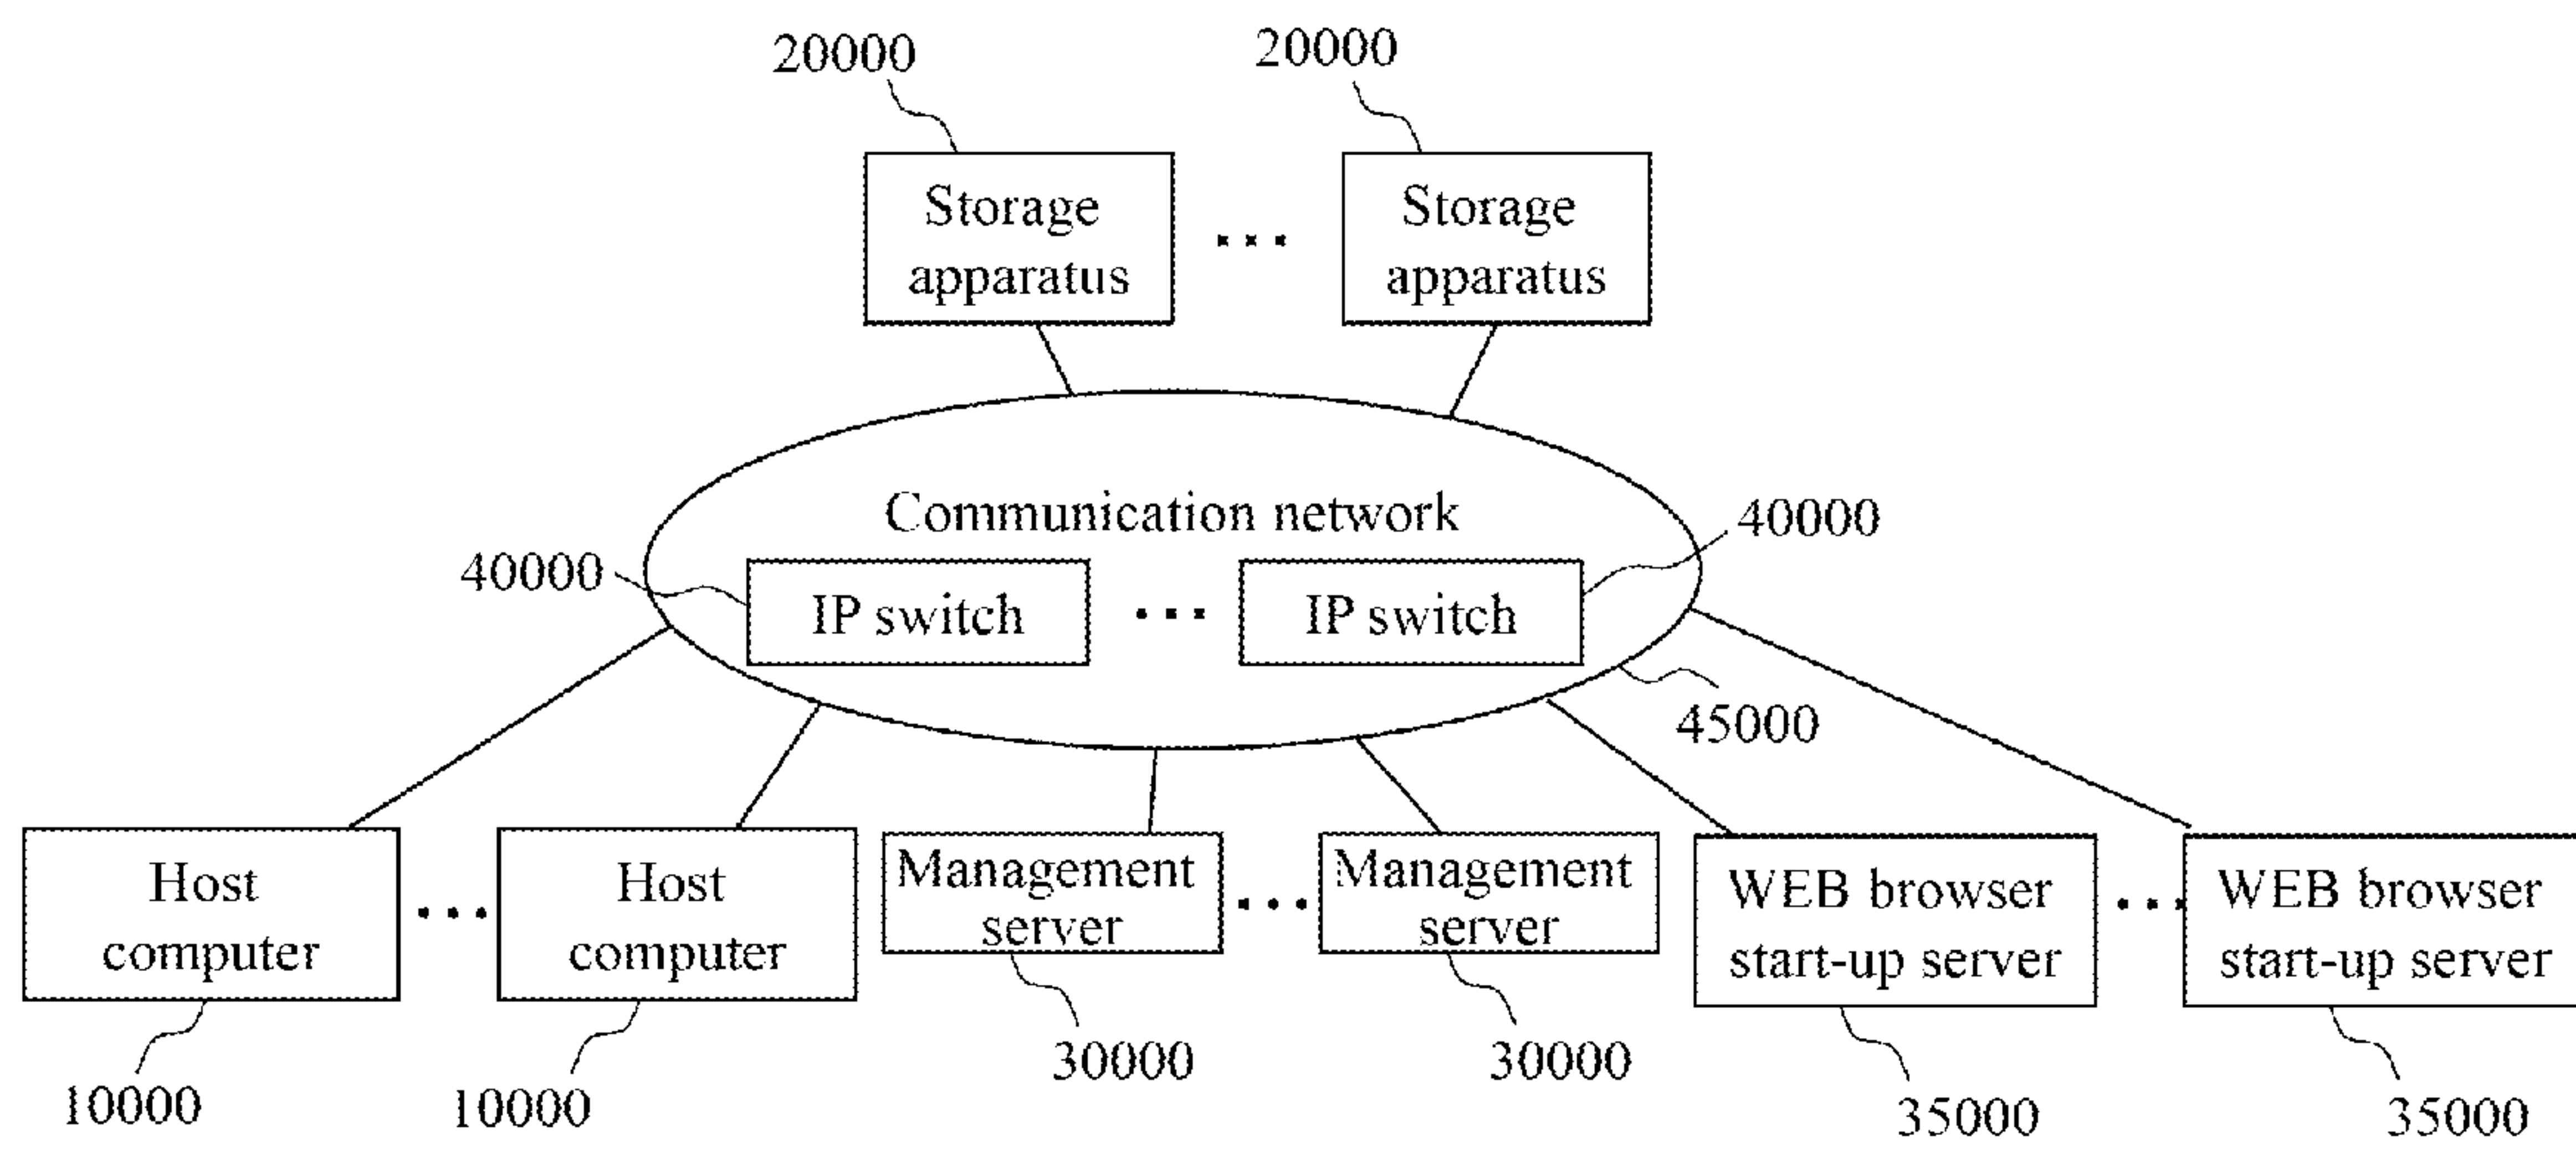 20000
20000
Storage
apparatus
...
Storage
apparatus
Communication network
40000
40000
IP switch
...
IP switch
45000
Host
computer
...
Host
computer
Management
server
...
Management
server
WEB browser
start-up server
...
WEB browser
start-up server
10000
10000
30000
30000
35000
35000